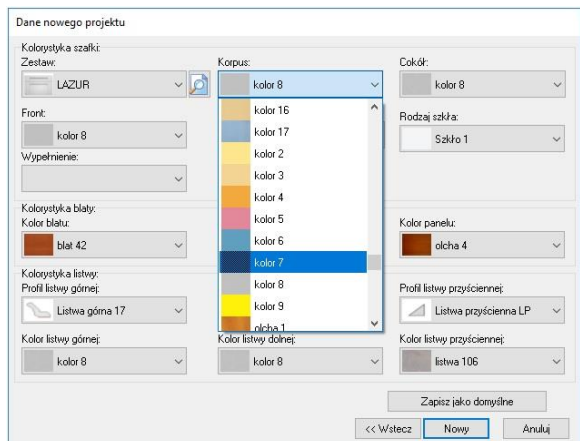 Dane nowego projektu
Kolorystyka szafki:
Zestaw:
LAZUR
Korpus:
kolor 8
Cokół:
kolor 8
kolor 16
kolor 17
kolor 2
kolor 3
kolor 4
kolor 5
kolor 6
kolor 7
kolor 8
kolor 9
olcha 1
Front:
kolor 8
Rodzaj szkła:
Szkło 1
Wypełnienie:
Kolorystyka blaty:
Kolor blatu:
blat 42
Kolor panelu:
olcha 4
Kolorystyka listwy:
Profil listwy górnej:
Listwa górna 17
Profil listwy przyściennej:
Listwa przyścienna LP
Kolor listwy górnej:
kolor 8
Kolor listwy dolnej:
kolor 8
Kolor listwy przyściennej:
listwa 106
Zapisz jako domyślne
<< Wstecz
Nowy
Anuluj